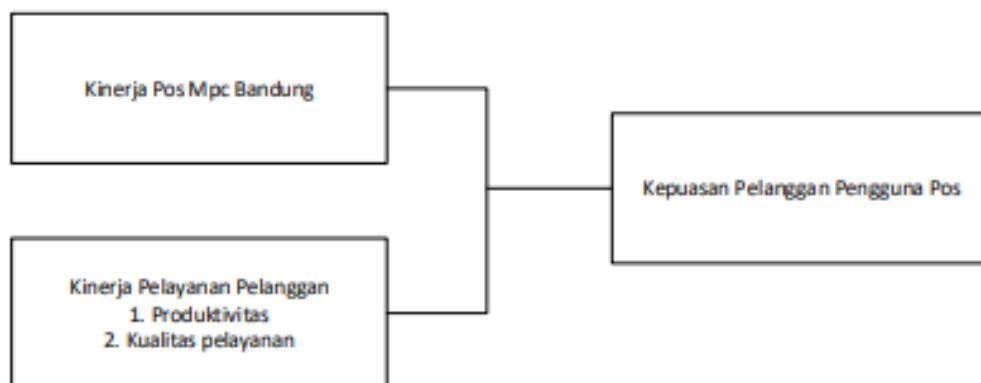 Kinerja Pos Mpc Bandung
Kepuasan Pelanggan Pengguna Pos
Kinerja Pelayanan Pelanggan
1. Produktivitas
2. Kualitas pelayanan